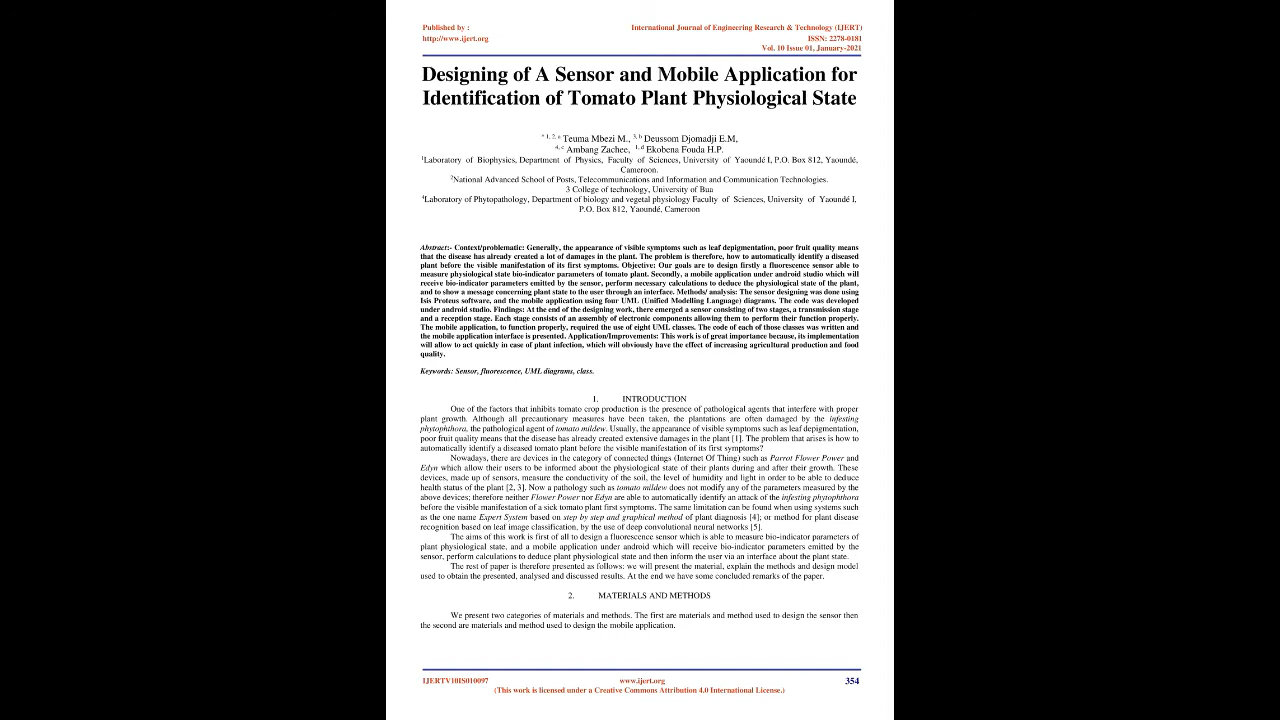 Published by :
http://www.ijert.org
International Journal of Engineering Research & Technology (IJERT)
ISSN: 2278-0181
Vol. 10 Issue 01, January-2021
Designing of A Sensor and Mobile Application for
Identification of Tomato Plant Physiological State
* 1, 2, a Teuma Mbezi M., 3, b Deussom Djomadji E.M,
4, c Ambang Zachee, 1, d Ekobena Fouda H.P.
1Laboratory of Biophysics, Department of Physics, Faculty of Sciences, University of Yaoundé I, P.O. Box 812, Yaoundé,
Cameroon.
2National Advanced School of Posts, Telecommunications and Information and Communication Technologies.
3 College of technology, University of Bua
4Laboratory of Phytopathology, Department of biology and vegetal physiology Faculty of Sciences, University of Yaoundé I,
P.O. Box 812, Yaoundé, Cameroon
Abstract:- Context/problematic: Generally, the appearance of visible symptoms such as leaf depigmentation, poor fruit quality means
that the disease has already created a lot of damages in the plant. The problem is therefore, how to automatically identify a diseased
plant before the visible manifestation of its first symptoms. Objective: Our goals are to design firstly a fluorescence sensor able to
measure physiological state bio-indicator parameters of tomato plant. Secondly, a mobile application under android studio which will
receive bio-indicator parameters emitted by the sensor, perform necessary calculations to deduce the physiological state of the plant,
and to show a message concerning plant state to the user through an interface. Methods/ analysis: The sensor designing was done using
Isis Proteus software, and the mobile application using four UML (Unified Modelling Language) diagrams. The code was developed
under android studio. Findings: At the end of the designing work, there emerged a sensor consisting of two stages, a transmission stage
and a reception stage. Each stage consists of an assembly of electronic components allowing them to perform their function properly.
The mobile application, to function properly, required the use of eight UML classes. The code of each of those classes was written and
the mobile application interface is presented. Application/Improvements: This work is of great importance because, its implementation
will allow to act quickly in case of plant infection, which will obviously have the effect of increasing agricultural production and food
quality.
Keywords: Sensor, fluorescence, UML diagrams, class.
1. INTRODUCTION
One of the factors that inhibits tomato crop production is the presence of pathological agents that interfere with proper
plant growth. Although all precautionary measures have been taken, the plantations are often damaged by the infesting
phytophthora, the pathological agent of tomato mildew. Usually, the appearance of visible symptoms such as leaf depigmentation,
poor fruit quality means that the disease has already created extensive damages in the plant [1]. The problem that arises is how to
automatically identify a diseased tomato plant before the visible manifestation of its first symptoms?
Nowadays, there are devices in the category of connected things (Internet Of Thing) such as Parrot Flower Power and
Edyn which allow their users to be informed about the physiological state of their plants during and after their growth. These
devices, made up of sensors, measure the conductivity of the soil, the level of humidity and light in order to be able to deduce
health status of the plant [2, 3]. Now a pathology such as tomato mildew does not modify any of the parameters measured by the
above devices; therefore neither Flower Power nor Edyn are able to automatically identify an attack of the infesting phytophthora
before the visible manifestation of a sick tomato plant first symptoms. The same limitation can be found when using systems such
as the one name Expert System based on step by step and graphical method of plant diagnosis [4]; or method for plant disease
recognition based on leaf image classification, by the use of deep convolutional neural networks [5].
The aims of this work is first of all to design a fluorescence sensor which is able to measure bio-indicator parameters of
plant physiological state, and a mobile application under android which will receive bio-indicator parameters emitted by the
sensor, perform calculations to deduce plant physiological state and then inform the user via an interface about the plant state.
The rest of paper is therefore presented as follows: we will present the material, explain the methods and design model
used to obtain the presented, analysed and discussed results. At the end we have some concluded remarks of the paper.
2. MATERIALS AND METHODS
We present two categories of materials and methods. The first are materials and method used to design the sensor then
the second are materials and method used to design the mobile application.
IJERTV10IS010097
www.ijert.org
354
(This work is licensed under a Creative Commons Attribution 4.0 International License.)